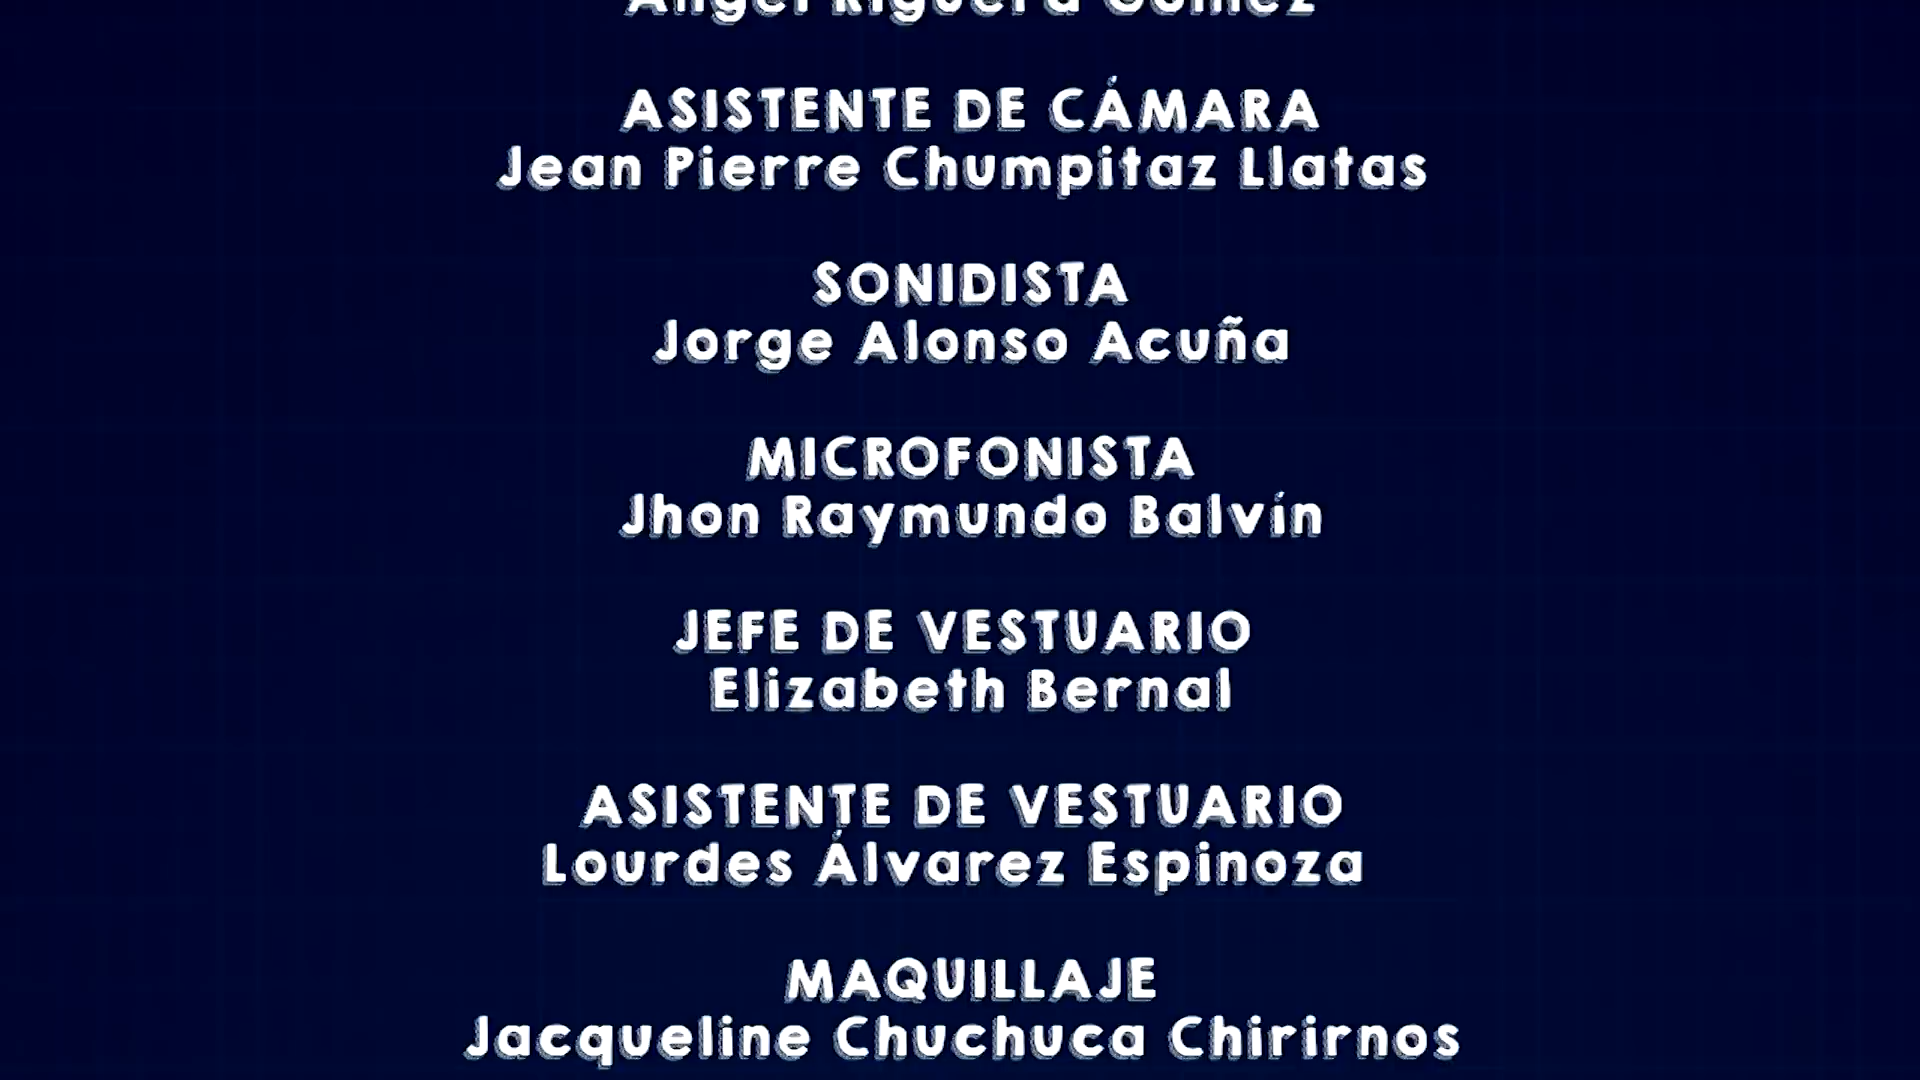 ASISTENTE DE CÁMARA
Jean Pierre Chumpitaz Llatas
SONIDISTA
Jorge Alonso Acuña
MICROFONISTA
Jhon Raymundo Balvín
JEFE DE VESTUARIO
Elizabeth Bernal
ASISTENTE DE VESTUARIO
Lourdes Álvarez Espinoza
MAQUILLAJE
Jacqueline Chuchuca Chirirnos